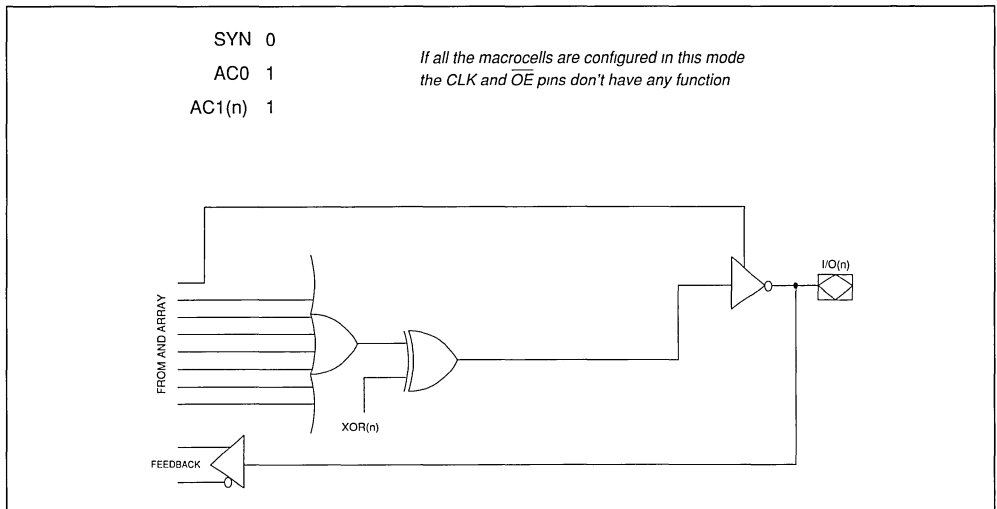 SYN 0
AC0 1
AC1(n) 1
If all the macrocells are configured in this mode
the CLK and O̅E̅ pins don't have any function
I/O(n)
FROM AND ARRAY
XOR(n)
FEEDBACK